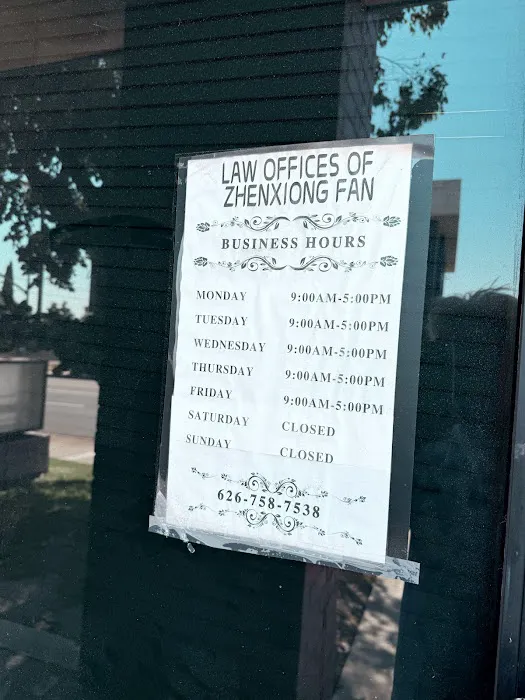 LAW OFFICES OF
ZHENXIONG FAN
BUSINESS HOURS
MONDAY 9:00AM-5:00PM
TUESDAY 9:00AM-5:00PM
WEDNESDAY 9:00AM-5:00PM
THURSDAY 9:00AM-5:00PM
FRIDAY 9:00AM-5:00PM
SATURDAY CLOSED
SUNDAY CLOSED
626-758-7538